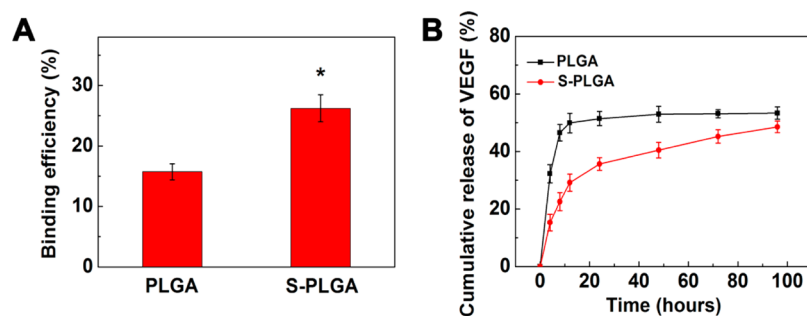 A
Binding efficiency (%)
30
20
10
0
*
PLGA
S-PLGA
B
Cumulative release of VEGF (%)
80
60
40
20
0
PLGA
S-PLGA
0
20
40
60
80
100
Time (hours)